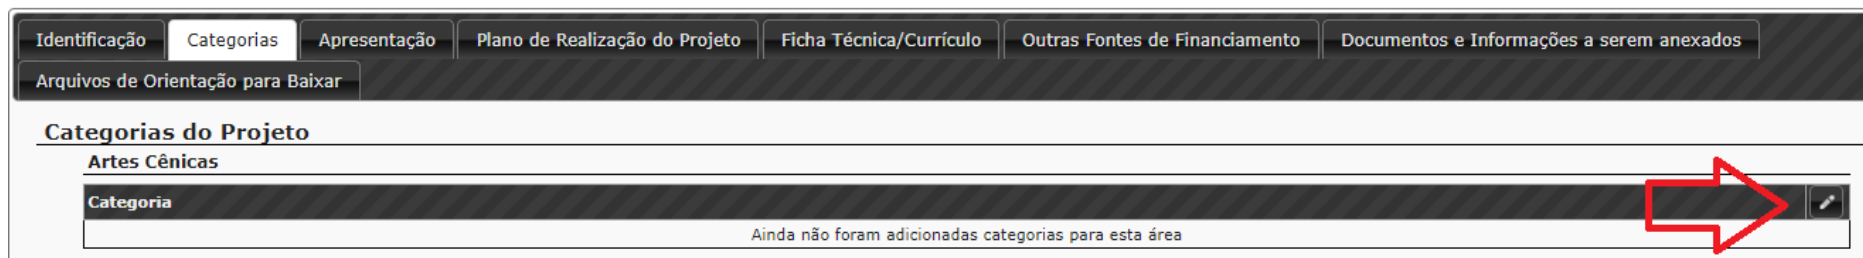 Identificação Categorias Apresentação Plano de Realização do Projeto Ficha Técnica/Currículo Outras Fontes de Financiamento Documentos e Informações a serem anexados
Arquivos de Orientação para Baixar
Categorias do Projeto
Artes Cênicas
Categoria
Ainda não foram adicionadas categorias para esta área